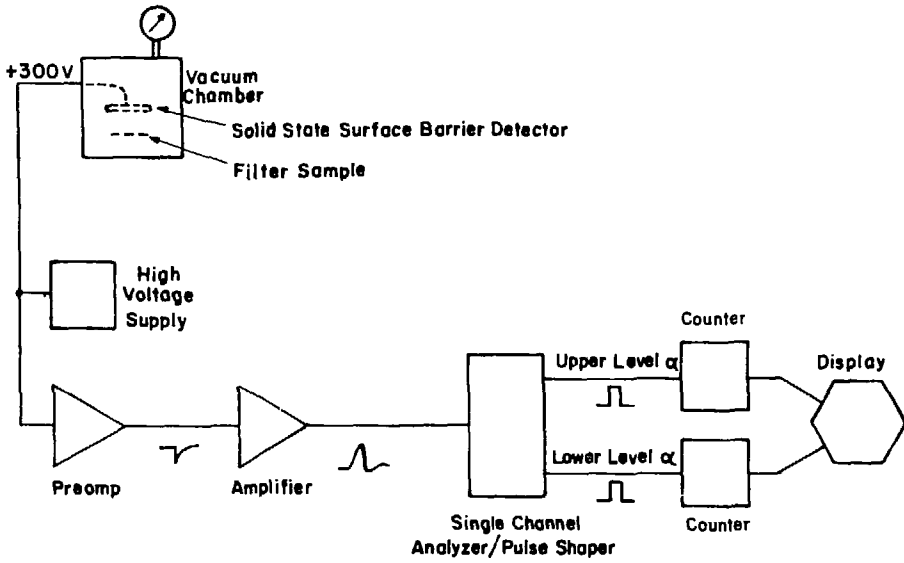 +300V
Vacuum
Chamber
Solid State Surface Barrier Detector
Filter Sample
High
Voltage
Supply
Counter
Upper Level α
Display
Lower Level α
Preamp
Amplifier
Single Channel
Analyzer/Pulse Shaper
Counter